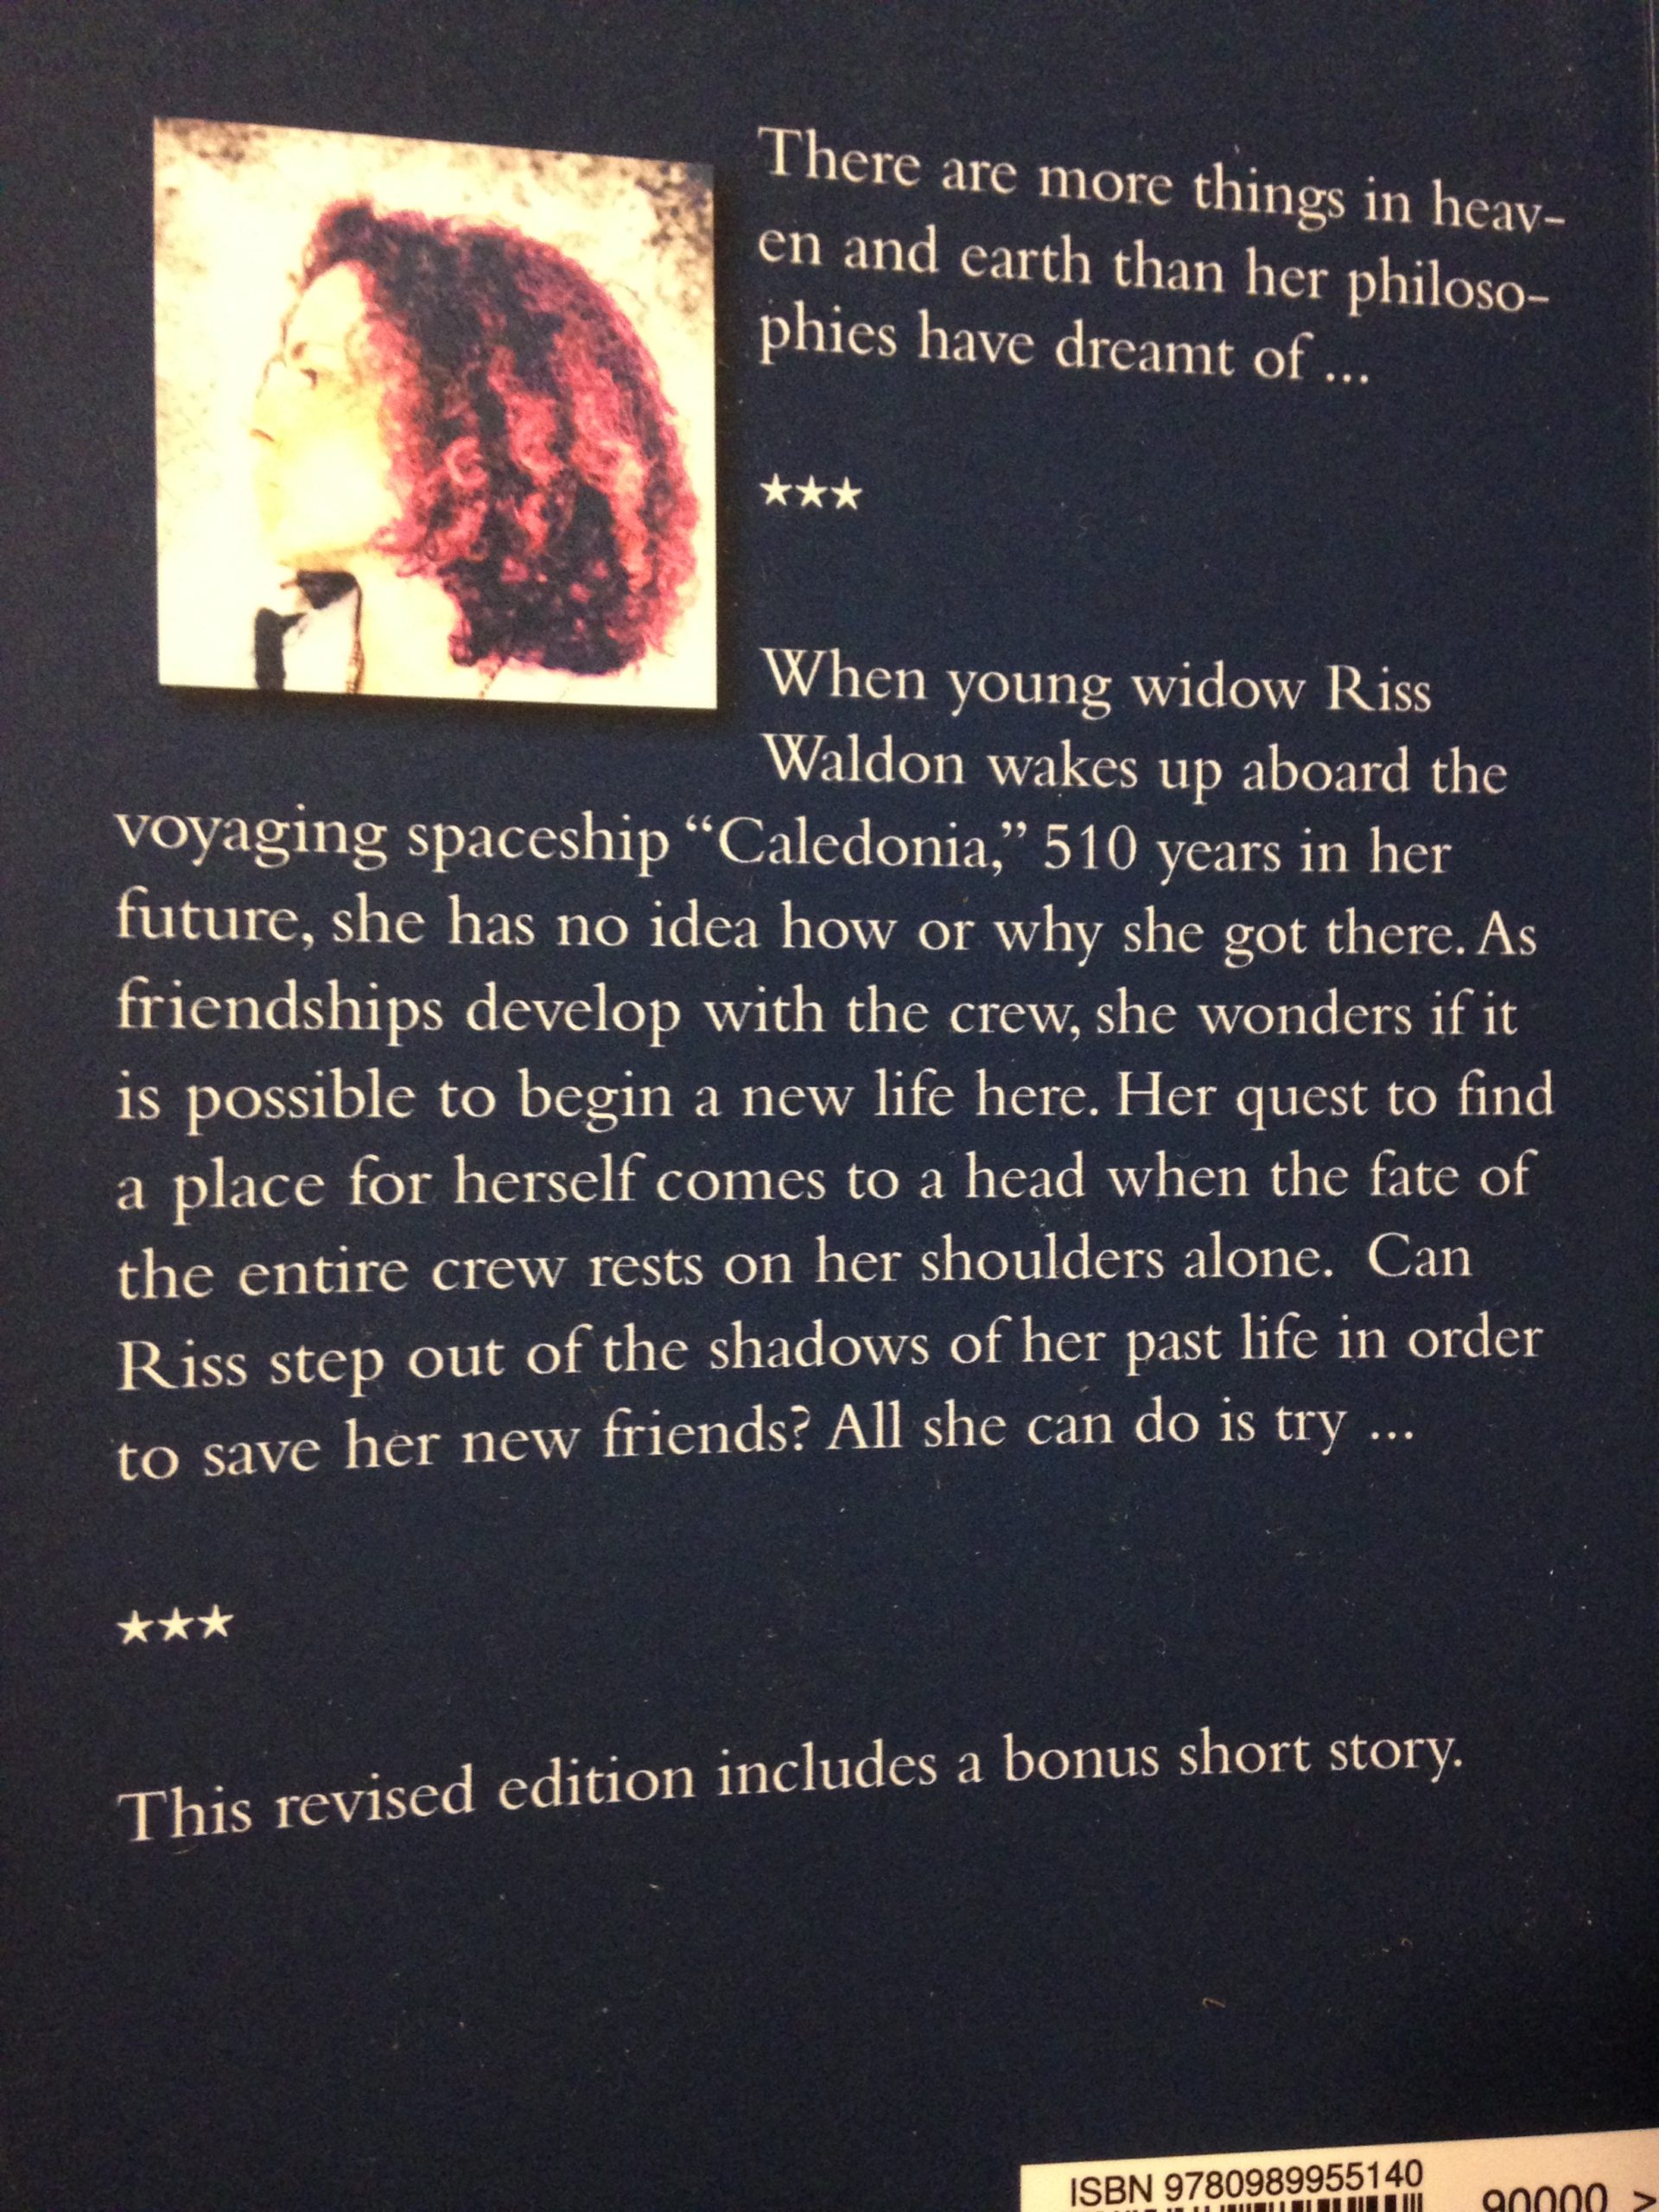 There are more things in heav-
en and earth than her philoso-
phies have dreamt of ...
★★★
When young widow Riss
Waldon wakes up aboard the
voyaging spaceship “Caledonia,” 510 years in her
future, she has no idea how or why she got there. As
friendships develop with the crew, she wonders if it
is possible to begin a new life here. Her quest to find
a place for herself comes to a head when the fate of
the entire crew rests on her shoulders alone.  Can
Riss step out of the shadows of her past life in order
to save her new friends? All she can do is try ...
★★★
This revised edition includes a bonus short story.
ISBN 9780989955140
90000 >